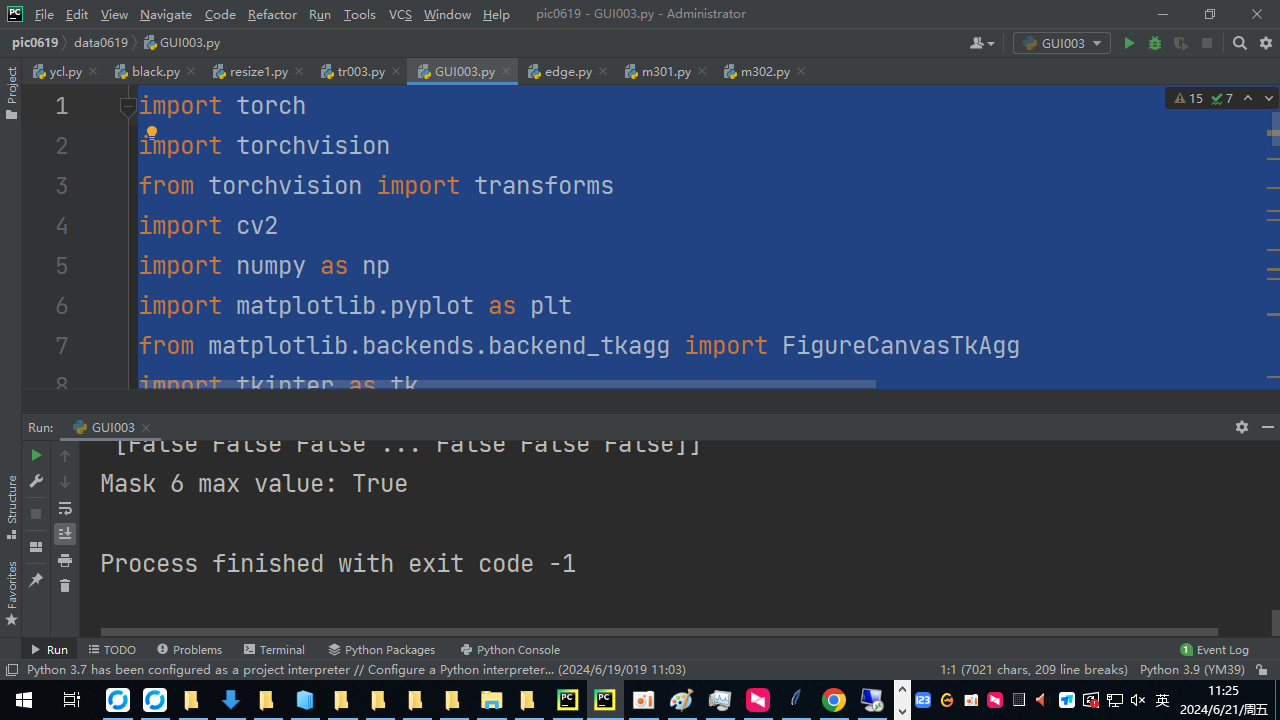 File Edit View Navigate Code Refactor Run Tools VCS Window Help pic0619 - GUI003.py - Administrator
pic0619 data0619 GUI003.py GUI003
ycl.py black.py resize1.py tr003.py GUI003.py edge.py m301.py m302.py
Project
15 7
1 import torch
2 import torchvision
3 from torchvision import transforms
4 import cv2
5 import numpy as np
6 import matplotlib.pyplot as plt
7 from matplotlib.backends.backend_tkagg import FigureCanvasTkAgg
8 import tkinter as tk
Run: GUI003
[False False False ... False False False]]
Mask 6 max value: True
Process finished with exit code -1
Structure
Favorites
Run TODO Problems Terminal Python Packages Python Console 1 Event Log
Python 3.7 has been configured as a project interpreter // Configure a Python interpreter... (2024/6/19/019 11:03) 1:1 (7021 chars, 209 line breaks) Python 3.9 (YM39)
英
11:25
2024/6/21/周五